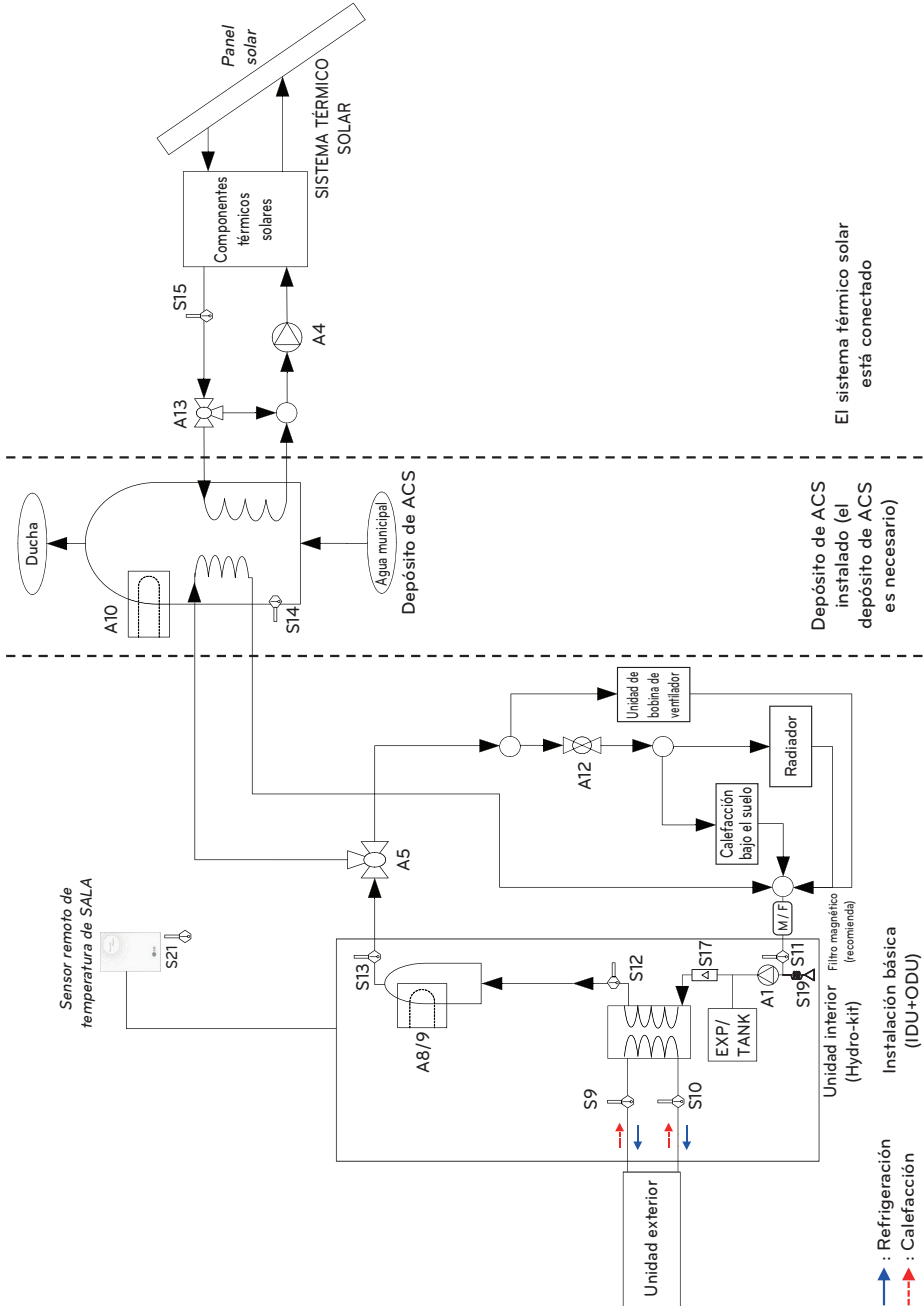 Panel
solar
Componentes
térmicos
solares
SISTEMA TÉRMICO
SOLAR
S15
A4
A13
El sistema térmico solar
está conectado
Ducha
A10
S14
Agua municipal
Depósito de ACS
Depósito de ACS
instalado (el
depósito de ACS
es necesario)
Sensor remoto de
temperatura de SALA
S21
A5
Unidad de
bobina de
ventilador
A12
Radiador
Calefacción
bajo el suelo
M / F
Filtro magnético
(recomienda)
S13
A8/9
S12
S17
S11
A1
S19
EXP/
TANK
S9
S10
Unidad interior
(Hydro-kit)
Instalación básica
(IDU+ODU)
Unidad exterior
: Refrigeración
: Calefacción